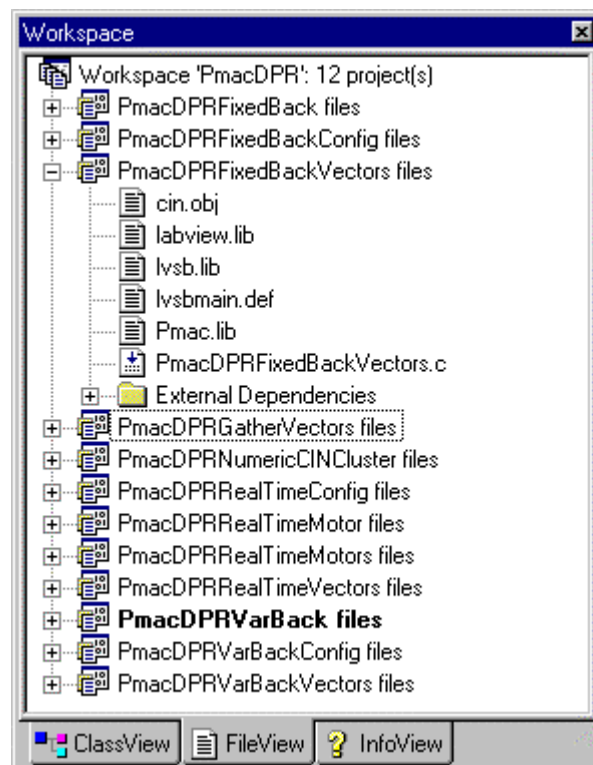 Workspace
Workspace 'PmacDPR': 12 project(s)
PmacDPRFixedBack files
PmacDPRFixedBackConfig files
PmacDPRFixedBackVectors files
cin.obj
labview.lib
lvsb.lib
lvsbmain.def
Pmac.lib
PmacDPRFixedBackVectors.c
External Dependencies
PmacDPRGatherVectors files
PmacDPRNumericCINCluster files
PmacDPRRealTimeConfig files
PmacDPRRealTimeMotor files
PmacDPRRealTimeMotors files
PmacDPRRealTimeVectors files
PmacDPRVarBack files
PmacDPRVarBackConfig files
PmacDPRVarBackVectors files
ClassView FileView InfoView